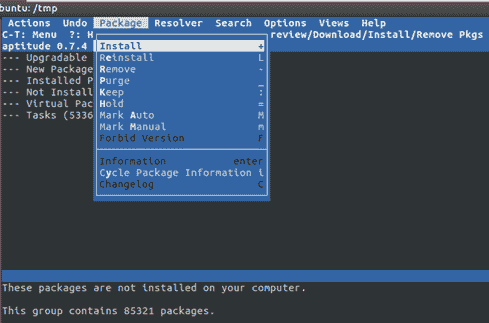 ubuntu: /tmp
Actions Undo Package Resolver Search Options Views Help
C-T: Menu ?: H review/Download/Install/Remove Pkgs
aptitude 0.7.4 Install +
--- Upgradable Reinstall L
--- New Package Remove -
--- Installed P Purge _
--- Not Install Keep :
--- Virtual Pac Hold =
--- Tasks (5336 Mark Auto M
Mark Manual m
Forbid Version F
Information enter
Cycle Package Information i
Changelog C
These packages are not installed on your computer.
This group contains 85321 packages.